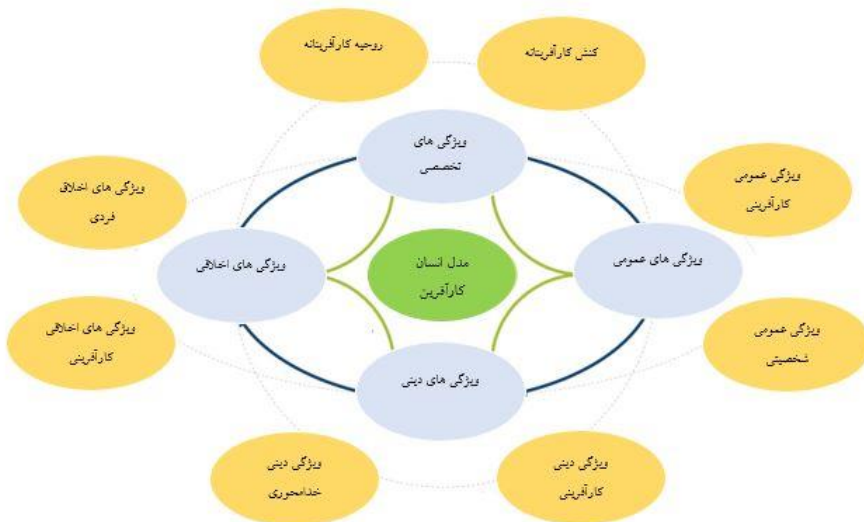 روحیه کارآفرینانه
کنش کارآفرینانه
ویژگی های
تخصصی
ویژگی عمومی
کارآفرینی
ویژگی های اخلاقی
فردی
ویژگی های عمومی
مدل انسان
کارآفرین
ویژگی های اخلاقی
ویژگی عمومی
شخصیتی
ویژگی های اخلاقی
کارآفرینی
ویژگی های دینی
ویژگی دینی
کارآفرینی
ویژگی دینی
خدامحوری